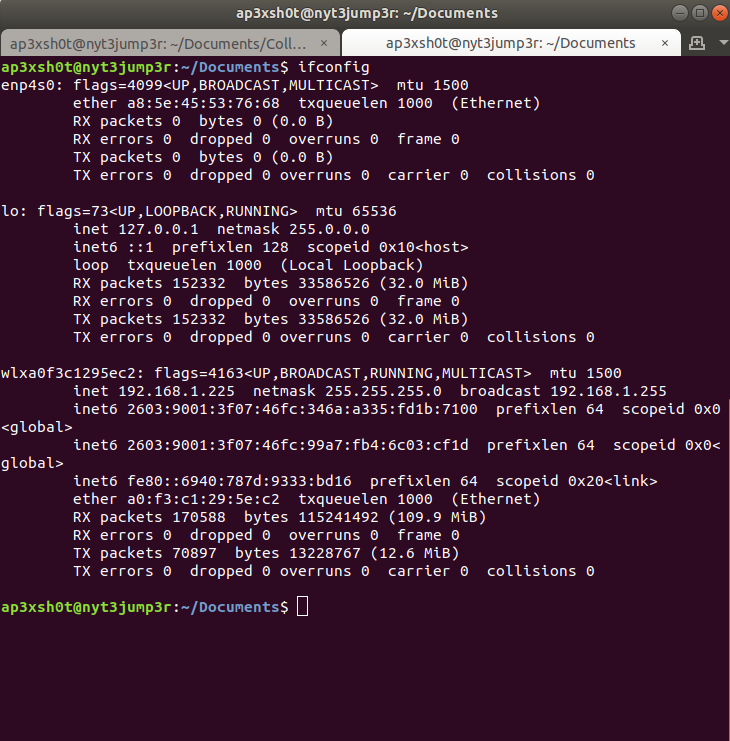 ap3xsh0t@nyt3jump3r: ~/Documents
ap3xsh0t@nyt3jump3r: ~/Documents/Coll... × ap3xsh0t@nyt3jump3r: ~/Documents ×
ap3xsh0t@nyt3jump3r:~/Documents$ ifconfig
enp4s0: flags=4099<UP,BROADCAST,MULTICAST>  mtu 1500
        ether a8:5e:45:53:76:68  txqueuelen 1000  (Ethernet)
        RX packets 0  bytes 0 (0.0 B)
        RX errors 0  dropped 0  overruns 0  frame 0
        TX packets 0  bytes 0 (0.0 B)
        TX errors 0  dropped 0 overruns 0  carrier 0  collisions 0

lo: flags=73<UP,LOOPBACK,RUNNING>  mtu 65536
        inet 127.0.0.1  netmask 255.0.0.0
        inet6 ::1  prefixlen 128  scopeid 0x10<host>
        loop  txqueuelen 1000  (Local Loopback)
        RX packets 152332  bytes 33586526 (32.0 MiB)
        RX errors 0  dropped 0  overruns 0  frame 0
        TX packets 152332  bytes 33586526 (32.0 MiB)
        TX errors 0  dropped 0 overruns 0  carrier 0  collisions 0

wlxa0f3c1295ec2: flags=4163<UP,BROADCAST,RUNNING,MULTICAST>  mtu 1500
        inet 192.168.1.225  netmask 255.255.255.0  broadcast 192.168.1.255
        inet6 2603:9001:3f07:46fc:346a:a335:fd1b:7100  prefixlen 64  scopeid 0x0
<global>
        inet6 2603:9001:3f07:46fc:99a7:fb4:6c03:cf1d  prefixlen 64  scopeid 0x0<
global>
        inet6 fe80::6940:787d:9333:bd16  prefixlen 64  scopeid 0x20<link>
        ether a0:f3:c1:29:5e:c2  txqueuelen 1000  (Ethernet)
        RX packets 170588  bytes 115241492 (109.9 MiB)
        RX errors 0  dropped 0  overruns 0  frame 0
        TX packets 70897  bytes 13228767 (12.6 MiB)
        TX errors 0  dropped 0 overruns 0  carrier 0  collisions 0

ap3xsh0t@nyt3jump3r:~/Documents$